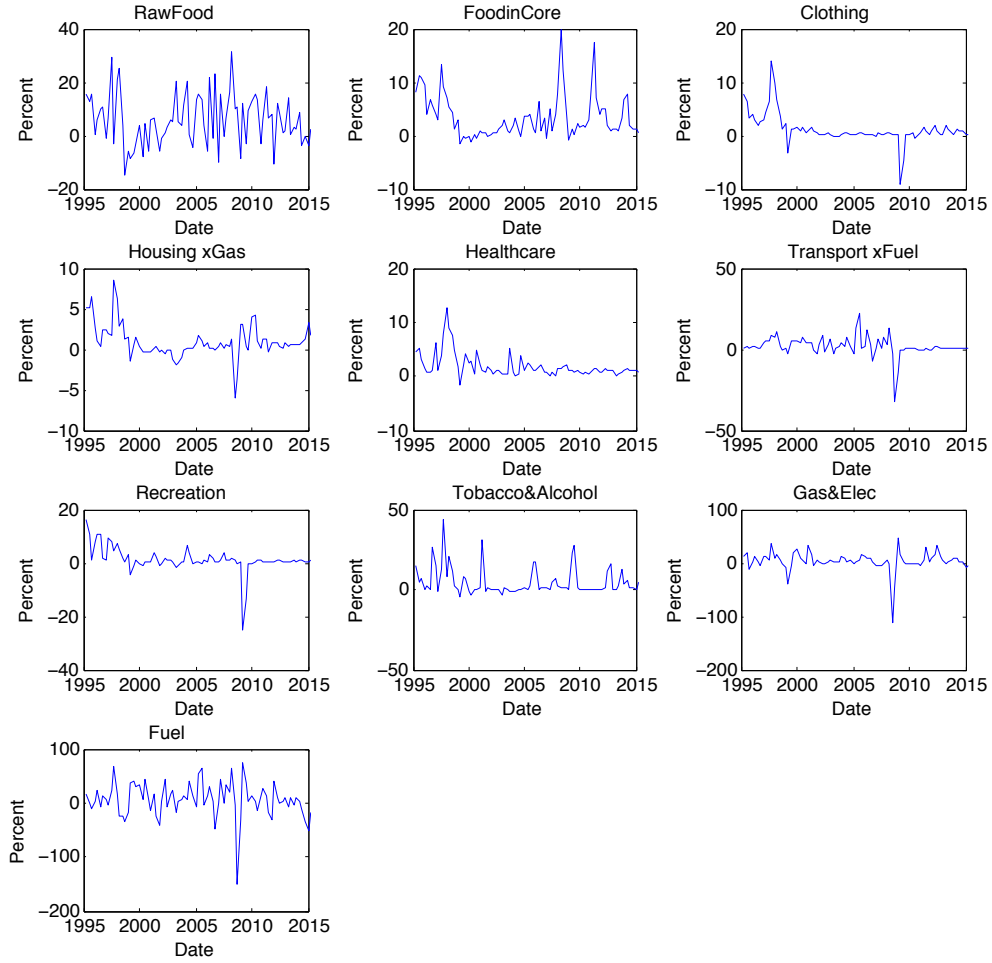 RawFood
FoodinCore
Clothing
40
20
0
−20
Percent
1995 2000 2005 2010 2015
Date
20
10
0
−10
Percent
1995 2000 2005 2010 2015
Date
20
10
0
−10
Percent
1995 2000 2005 2010 2015
Date
Housing xGas
Healthcare
Transport xFuel
10
5
0
−5
−10
Percent
1995 2000 2005 2010 2015
Date
20
10
0
−10
Percent
1995 2000 2005 2010 2015
Date
50
0
−50
Percent
1995 2000 2005 2010 2015
Date
Recreation
Tobacco&Alcohol
Gas&Elec
20
0
−20
−40
Percent
1995 2000 2005 2010 2015
Date
50
0
50
Percent
1995 2000 2005 2010 2015
Date
100
0
−100
−200
Percent
1995 2000 2005 2010 2015
Date
Fuel
100
0
−100
−200
Percent
1995 2000 2005 2010 2015
Date